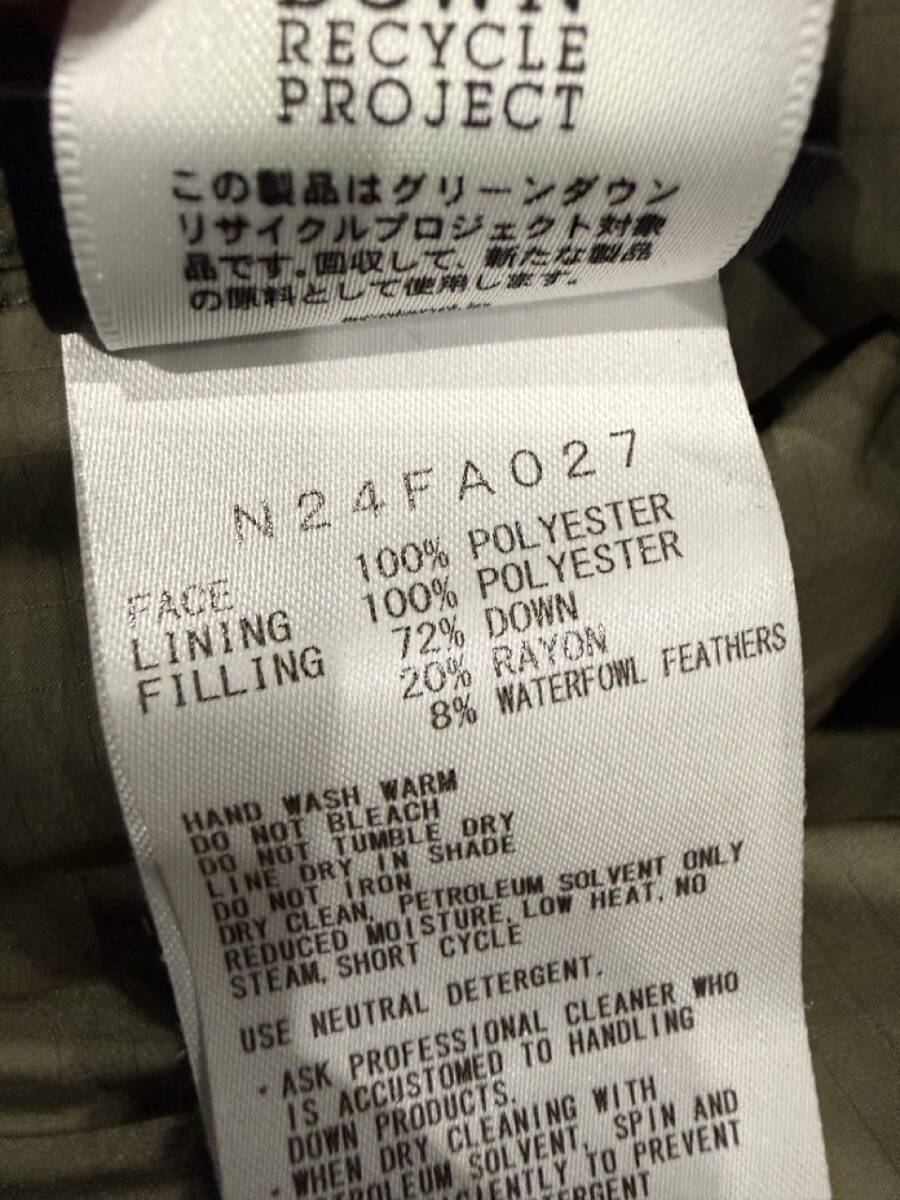 DOWN
RECYCLE
PROJECT
この製品はグリーンダウン
リサイクルプロジェクト対象
品です。回収して、新たな製品
の原料として使用します。
N24FA027
FACE 100% POLYESTER
LINING 100% POLYESTER
FILLING 72% DOWN
20% RAYON
8% WATERFOWL FEATHERS
HAND WASH WARM
DO NOT BLEACH
DO NOT TUMBLE DRY
LINE DRY IN SHADE
DO NOT IRON
DRY CLEAN, PETROLEUM SOLVENT ONLY
REDUCED MOISTURE, LOW HEAT, NO
STEAM, SHORT CYCLE
USE NEUTRAL DETERGENT.
・ASK PROFESSIONAL CLEANER WHO
IS ACCUSTOMED TO HANDLING
DOWN PRODUCTS.
・WHEN DRY CLEANING WITH
PETROLEUM SOLVENT, SPIN AND
TO PREVENT